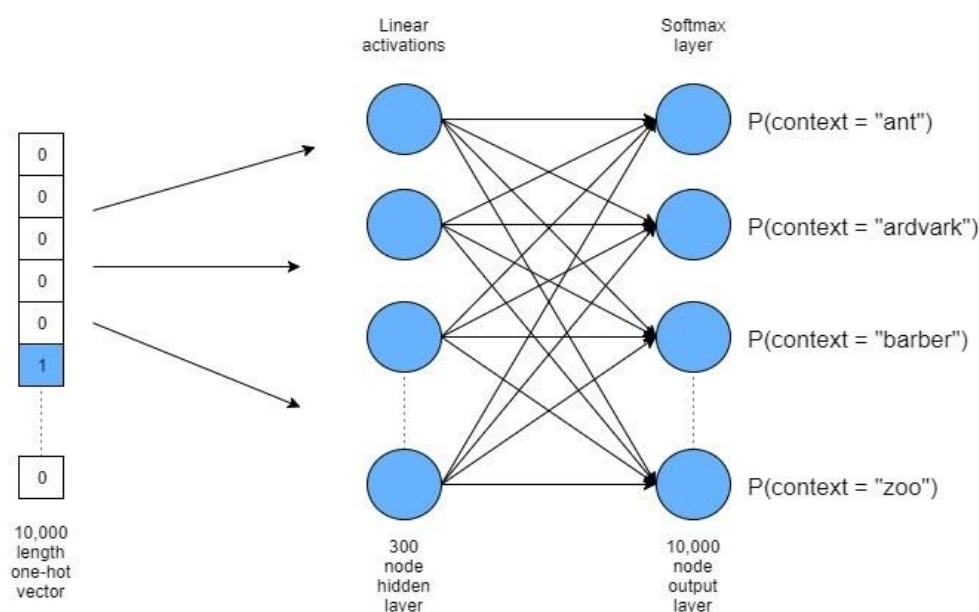 Linear
activations
Softmax
layer
0
0
0
0
0
1
0
P(context = "ant")
P(context = "ardvark")
P(context = "barber")
P(context = "zoo")
10,000
length
one-hot
vector
300
node
hidden
layer
10,000
node
output
layer